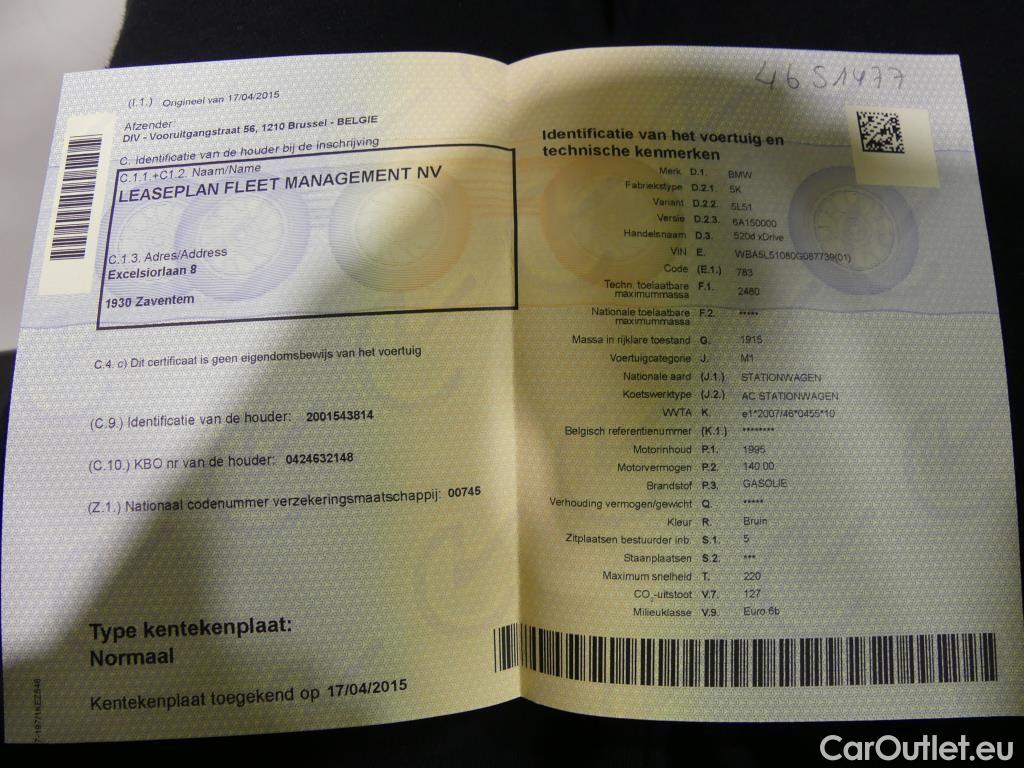 46S1477
(I.1.) Origineel van 17/04/2015
Afzender:
DIV - Vooruitgangstraat 56, 1210 Brussel - BELGIE
C. Identificatie van de houder bij de inschrijving
C.1.1.+C1.2. Naam/Name
LEASEPLAN FLEET MANAGEMENT NV
C.1.3. Adres/Address
Excelsiorlaan 8
1930 Zaventem
C.4. c) Dit certificaat is geen eigendomsbewijs van het voertuig
(C.9.) Identificatie van de houder: 2001543814
(C.10.) KBO nr van de houder: 0424632148
(Z.1.) Nationaal codenummer verzekeringsmaatschappij: 00745
Type kentekenplaat:
Normaal
Kentekenplaat toegekend op 17/04/2015
Identificatie van het voertuig en
technische kenmerken
Merk D.1. BMW
Fabriekstype D.2.1. 5K
Variant D.2.2. 5L51
Versie D.2.3. 6A150000
Handelsnaam D.3. 520d xDrive
VIN E. WBA5L51080G087739(01)
Code (E.1.) 783
Techn. toelaatbare
maximummassa F.1. 2480
Nationale toelaatbare
maximummassa F.2. *****
Massa in rijklare toestand G. 1915
Voertuigcategorie J. M1
Nationale aard (J.1.) STATIONWAGEN
Koetswerktype (J.2.) AC STATIONWAGEN
WVTA K. e1*2007/46*0455*10
Belgisch referentienummer (K.1.) ********
Motorinhoud P.1. 1995
Motorvermogen P.2. 140.00
Brandstof P.3. GASOLIE
Verhouding vermogen/gewicht Q. *****
Kleur R. Bruin
Zitplaatsen bestuurder inb. S.1. 5
Staanplaatsen S.2. ***
Maximum snelheid T. 220
CO2-uitstoot V.7. 127
Milieuklasse V.9. Euro 6b
CarOutlet.eu